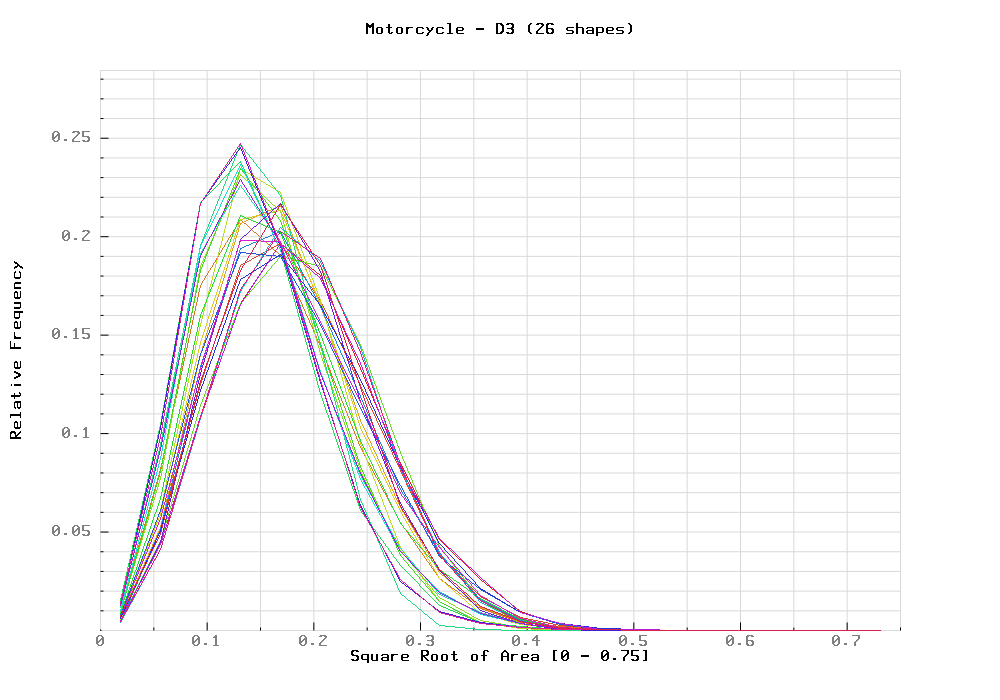 Motorcycle - D3 (26 shapes)
0.25
0.2
0.15
0.1
0.05
Relative Frequency
0 0.1 0.2 0.3 0.4 0.5 0.6 0.7
Square Root of Area [0 - 0.75]